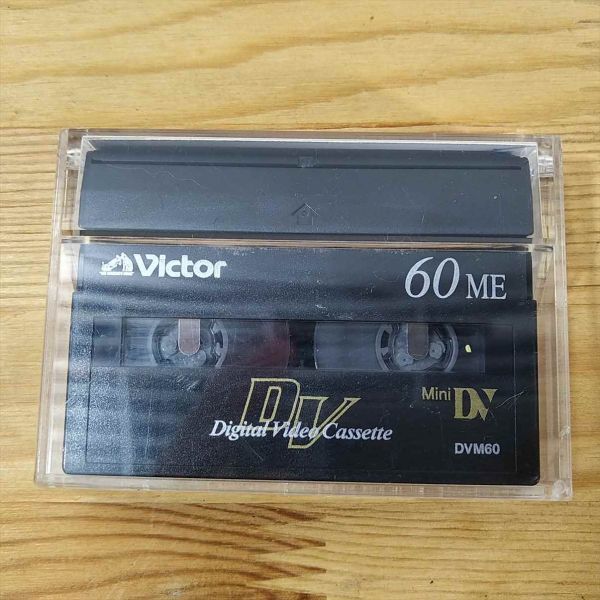 Victor
60 ME
DV
Digital Video Cassette
Mini DV
DVM60